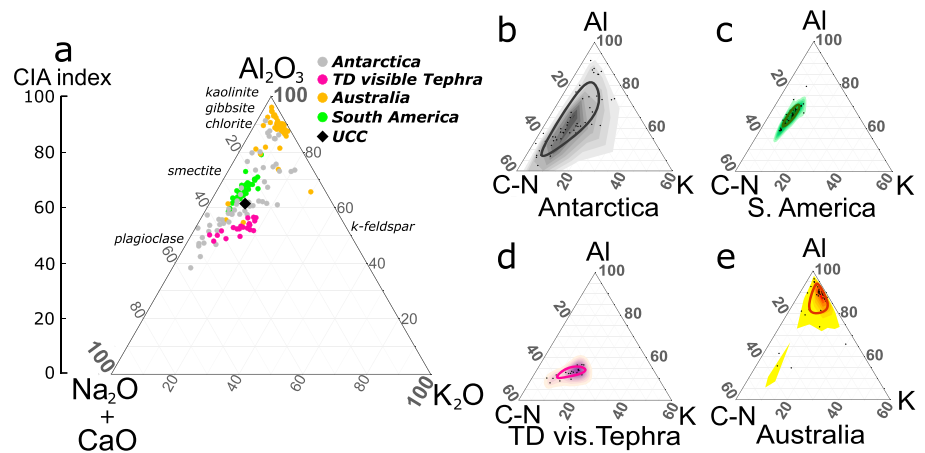 a
CIA index
100
80
60
40
20
0
Al₂O₃
100
kaolinite
gibbsite
chlorite
smectite
plagioclase
k-feldspar
20
40
60
80
100
80
60
40
20
20
40
60
80
100
Na₂O
+
CaO
K₂O
Antarctica
TD visible Tephra
Australia
South America
UCC
b
Al
100
20
80
40
60
60
C-N
20
40
60
K
Antarctica
c
Al
100
20
80
40
60
60
C-N
20
40
60
K
S. America
d
Al
100
20
80
40
60
60
C-N
20
40
60
K
TD vis.Tephra
e
Al
100
20
80
40
60
60
C-N
20
40
60
K
Australia